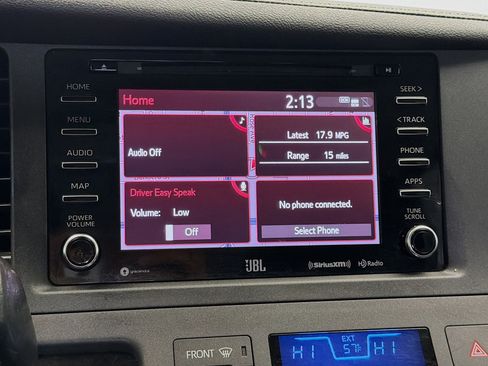 HOME
MENU
AUDIO
MAP
POWER
VOLUME
Home
2:13
DCM
Audio Off
Latest 17.9 MPG
Range 15 miles
Driver Easy Speak
Volume: Low
Off
No phone connected.
Select Phone
SEEK >
< TRACK
PHONE
APPS
TUNE
SCROLL
gracenote
JBL
((SiriusXM))
HD Radio
FRONT
HI
EXT
57°F
HI